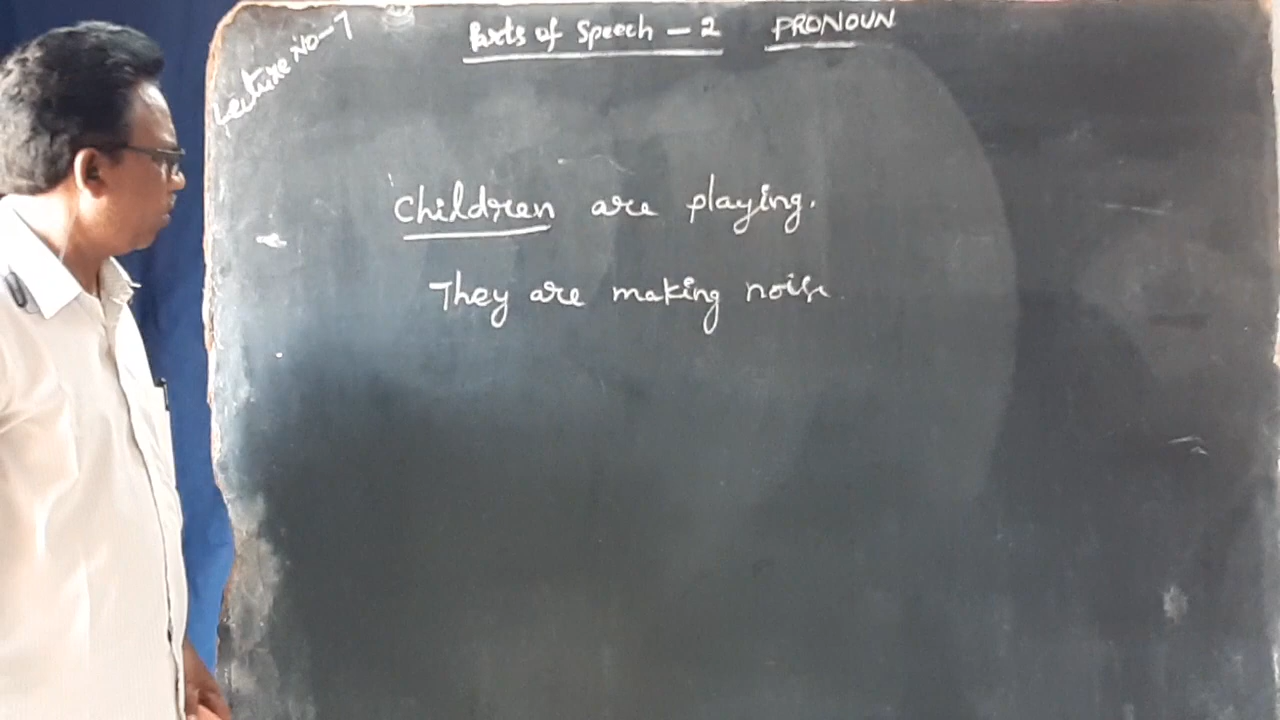 Lecture No-7
Parts of Speech - 2 PRONOUN
Children are playing.
They are making noise